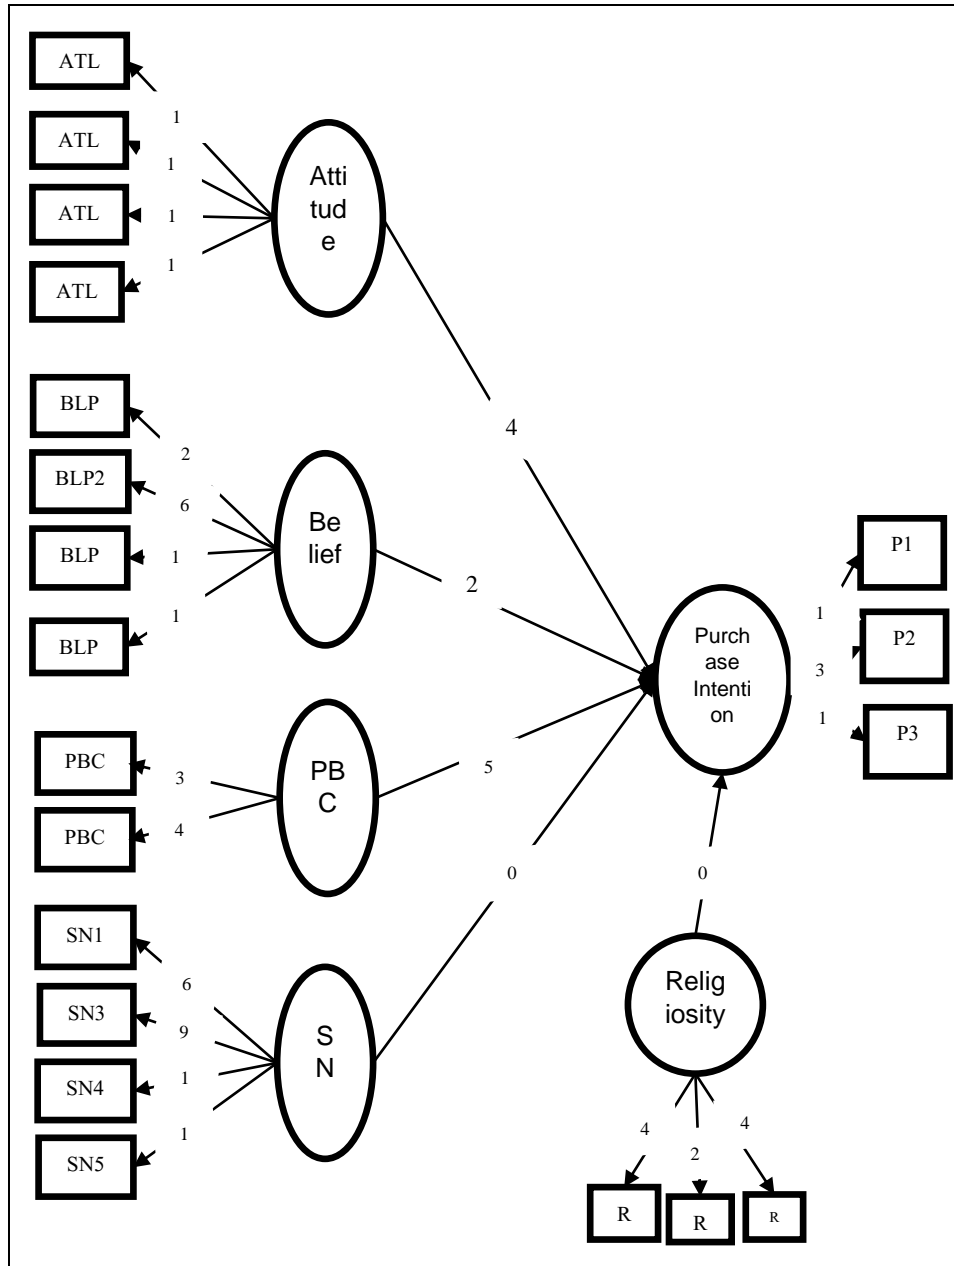 ATL
1
ATL
1
ATL
1
ATL
1
Atti
tud
e
4
BLP
2
BLP2
6
BLP
1
BLP
1
Be
lief
2
PBC
3
PBC
4
PB
C
5
SN1
6
SN3
9
SN4
1
SN5
1
S
N
0
Purch
ase
Intenti
on
1
P1
3
P2
1
P3
0
Relig
iosity
4
2
4
R
R
R